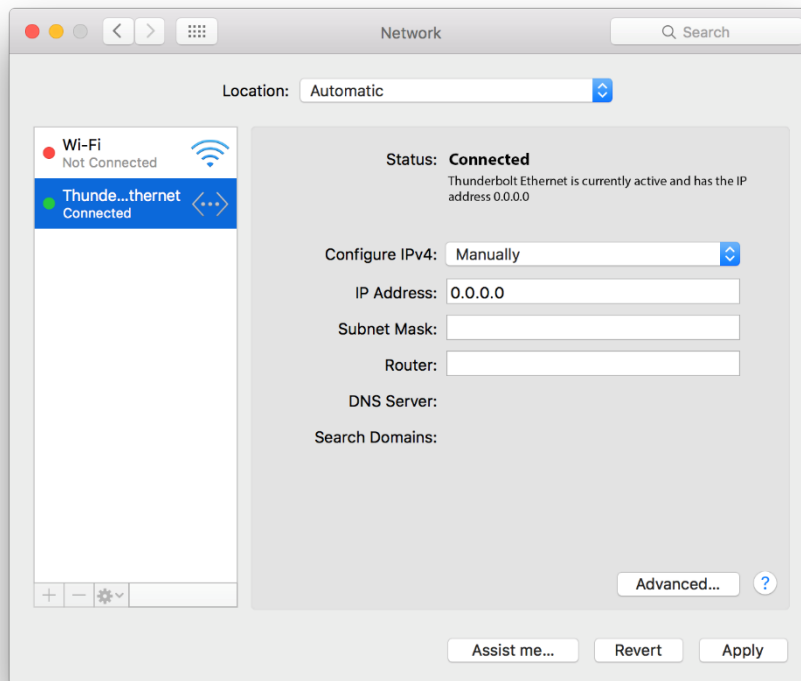 Network
Search
Location: Automatic
Wi-Fi
Not Connected
Thunde...thernet
Connected
Status: Connected
Thunderbolt Ethernet is currently active and has the IP
address 0.0.0.0
Configure IPv4: Manually
IP Address: 0.0.0.0
Subnet Mask:
Router:
DNS Server:
Search Domains:
Advanced... ?
Assist me... Revert Apply